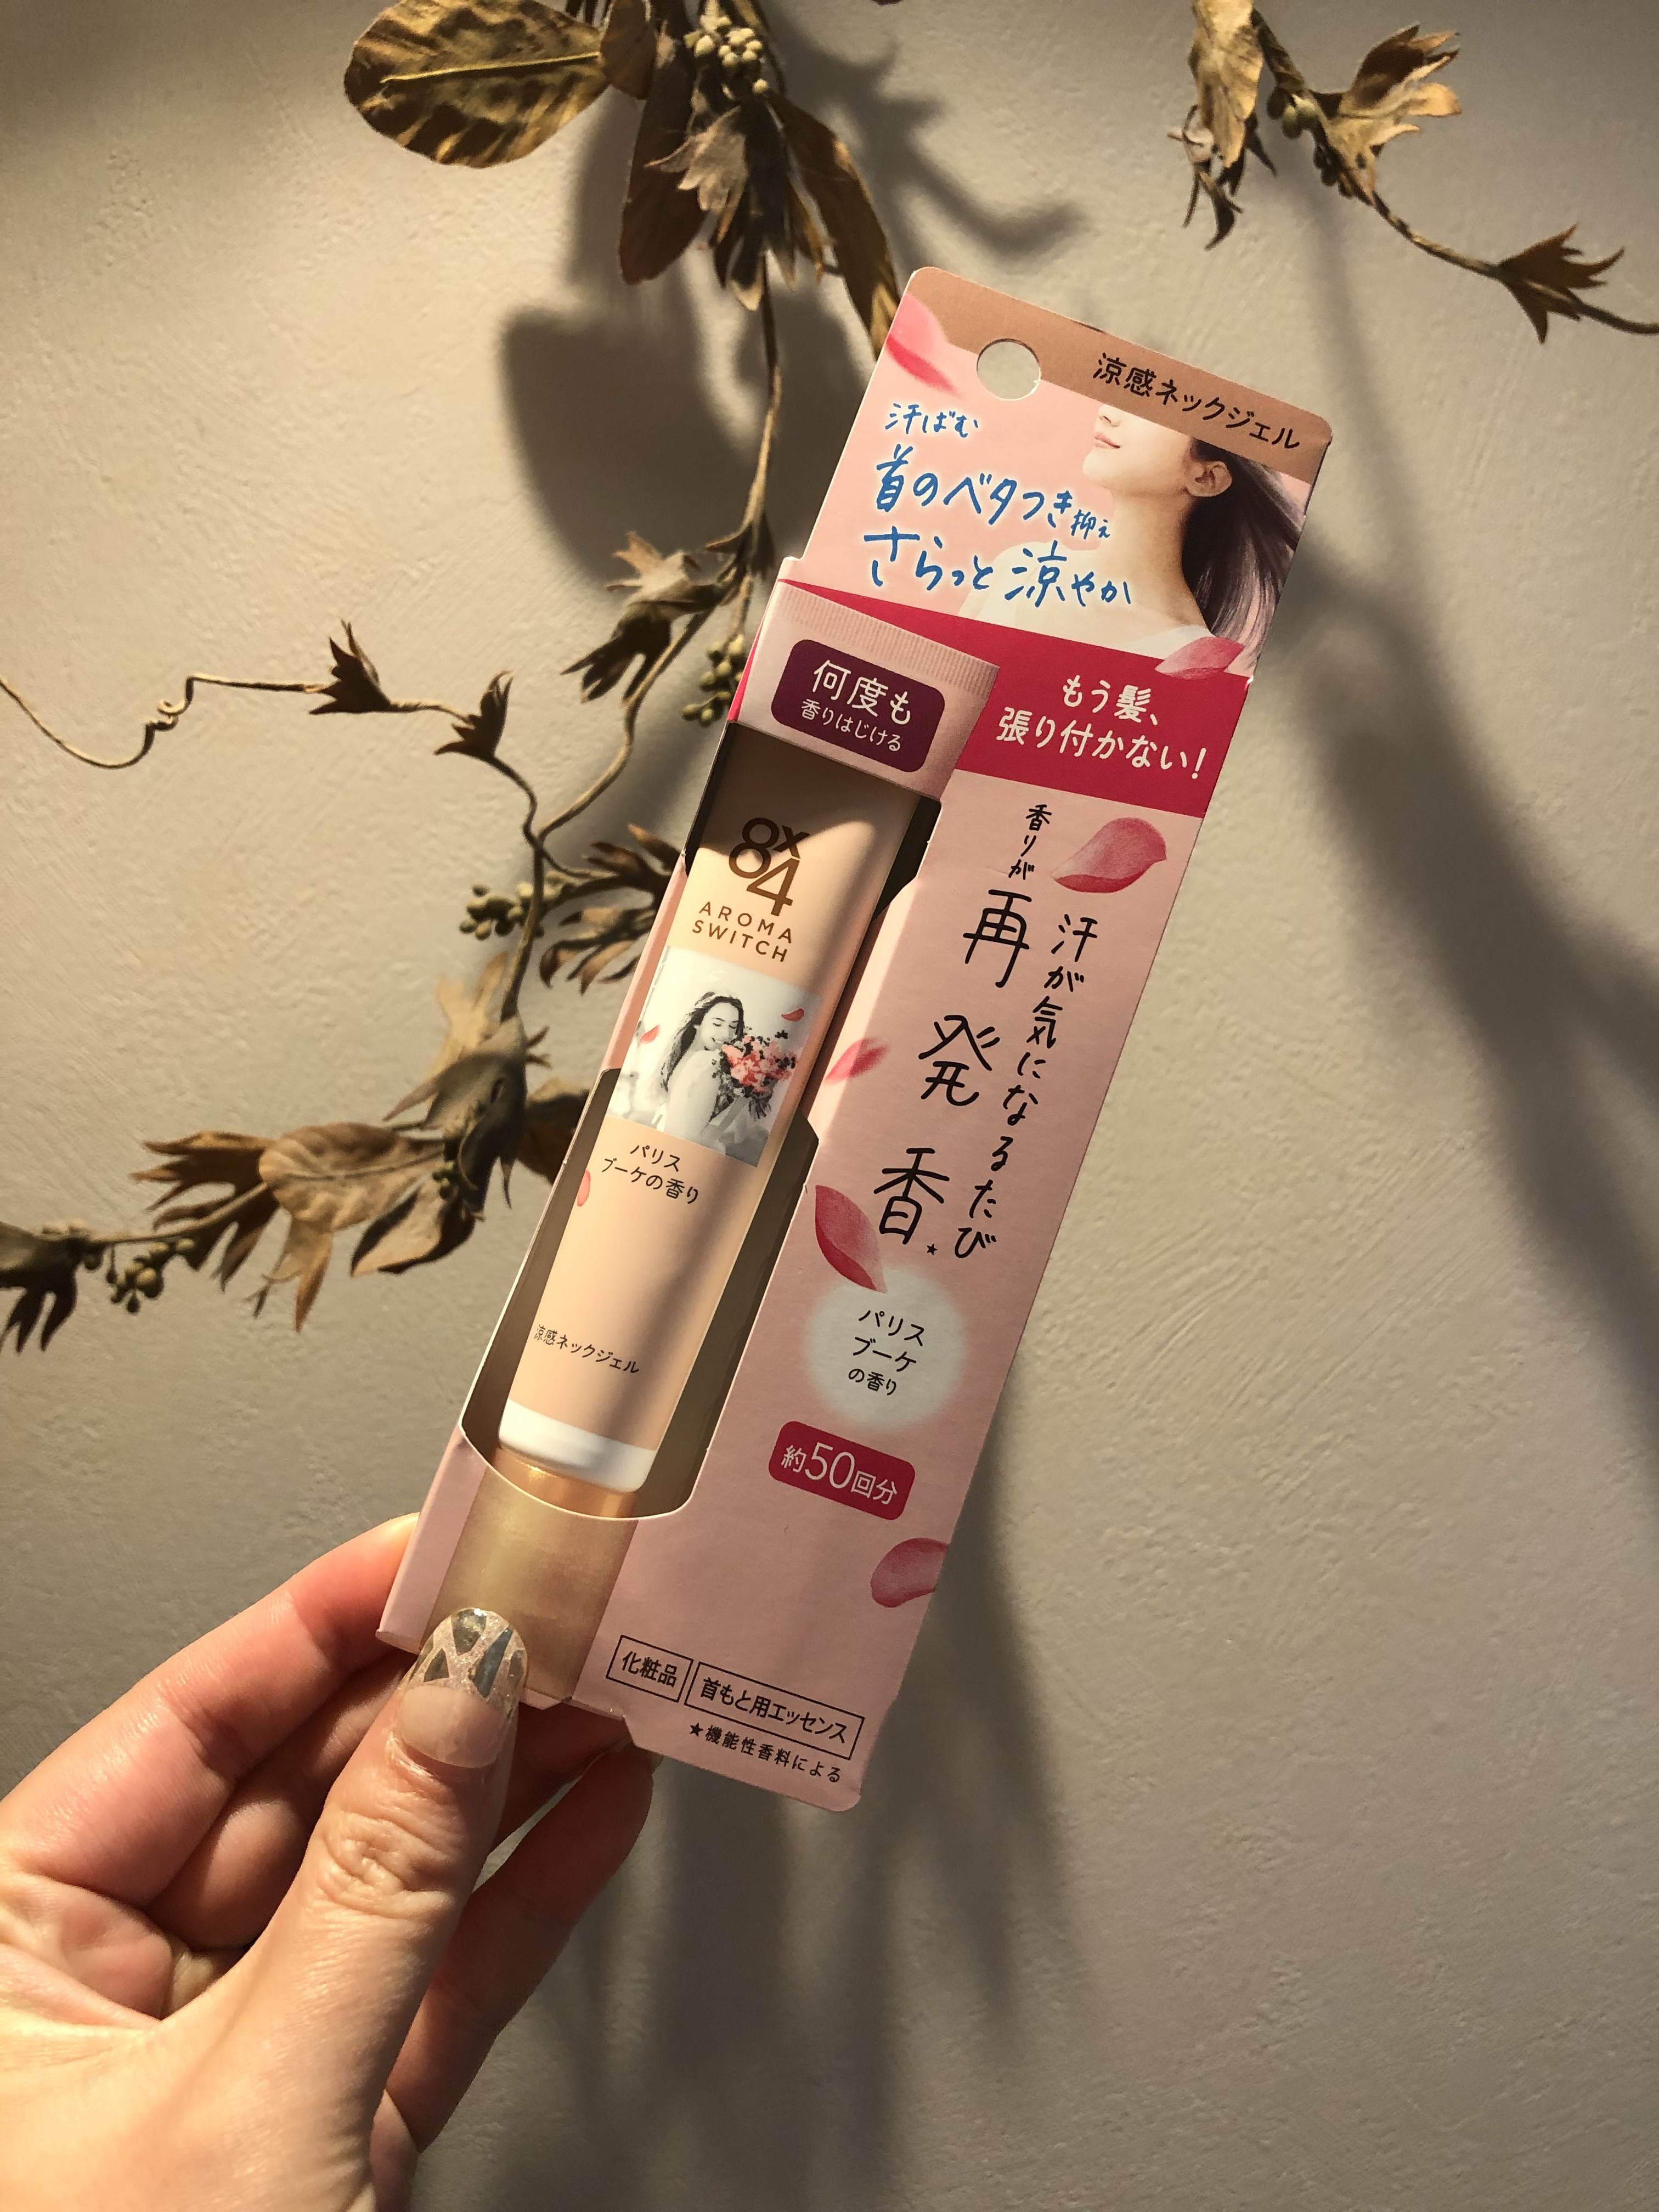 涼感ネックジェル
汗ばむ
首のベタつき抑え
さらっと涼やか
もう髪、
張り付かない!
何度も
香りはじける
8x4
AROMA
SWITCH
パリス
ブーケの香り
涼感ネックジェル
汗が気になるたび
香りが再発香★
パリス
ブーケ
の香り
約50回分
化粧品 首もと用エッセンス
★機能性香料による